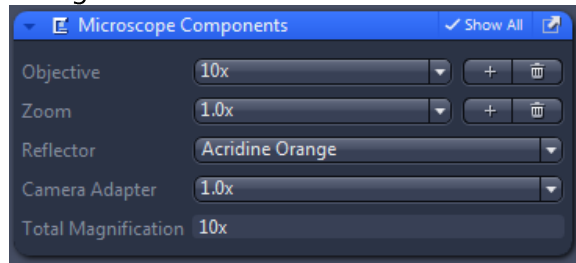 Microscope Components Show All
Objective 10x +
Zoom 1.0x +
Reflector Acridine Orange
Camera Adapter 1.0x
Total Magnification 10x